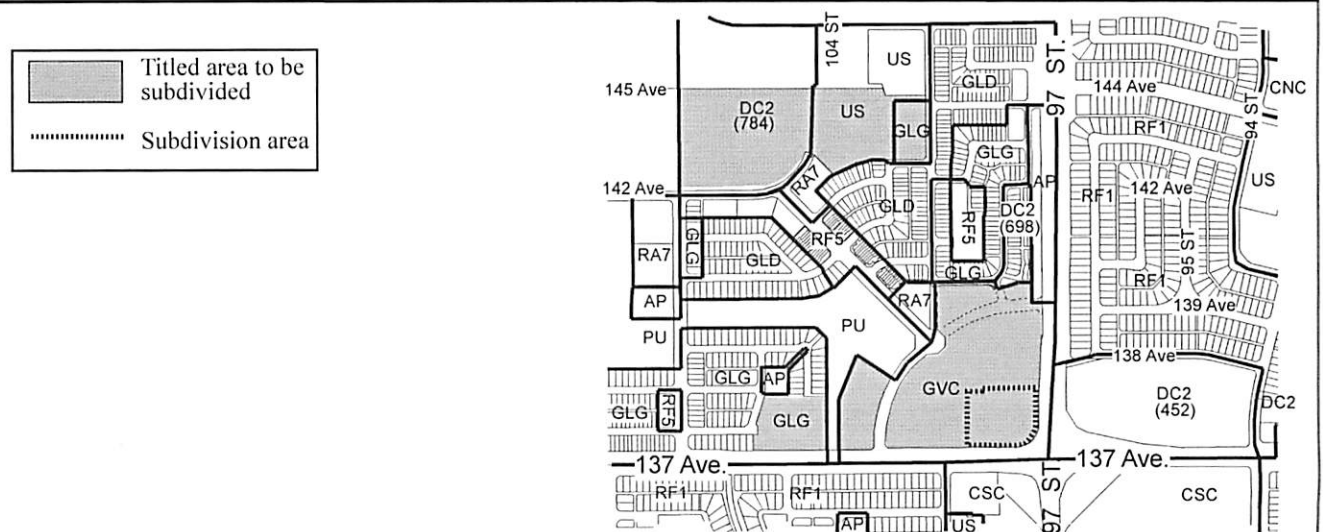 Titled area to be
subdivided
Subdivision area
104 ST
US
GLD
97 ST.
144 Ave
94 ST
CNC
145 Ave
DC2
(784)
US
GLG
RF1
GLG
AP
US
142 Ave
RA7
GLD
RF1
142 Ave
RF5
DC2
(698)
RF5
RA7
GLG
GLD
95 ST
GLG
RF1
AP
RA7
139 Ave
PU
PU
138 Ave
GLG
AP
GVC
DC2
(452)
DC2
GLG
RF5
GLG
137 Ave.
137 Ave.
RF1
RF1
CSC
97 ST.
CSC
AP
US